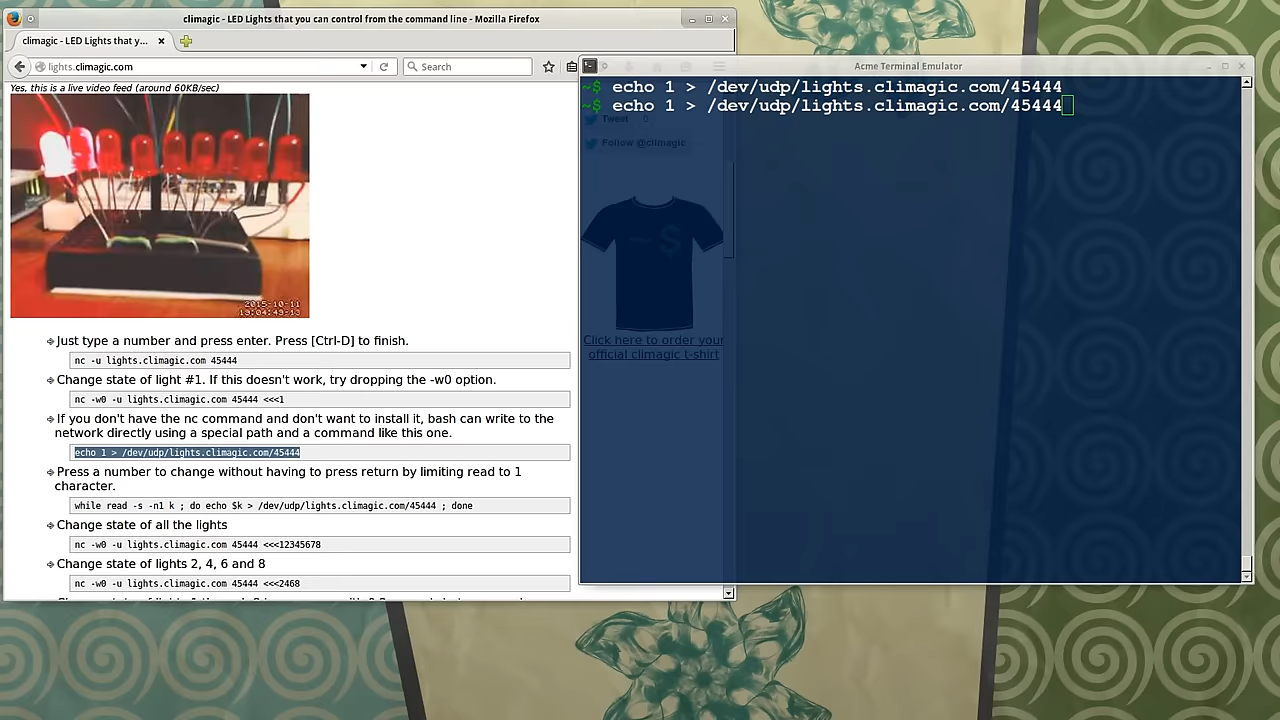 climagic - LED Lights that you can control from the command line - Mozilla Firefox
climagic - LED Lights that y...
lights.climagic.com
Search
Yes, this is a live video feed (around 60KB/sec)
2015-10-11
Just type a number and press enter. Press [Ctrl-D] to finish.
nc -u lights.climagic.com 45444
Change state of light #1. If this doesn't work, try dropping the -w0 option.
nc -w0 -u lights.climagic.com 45444 <<<1
If you don't have the nc command and don't want to install it, bash can write to the
network directly using a special path and a command like this one.
echo 1 > /dev/udp/lights.climagic.com/45444
Press a number to change without having to press return by limiting read to 1
character.
while read -s -n1 k ; do echo $k > /dev/udp/lights.climagic.com/45444 ; done
Change state of all the lights
nc -w0 -u lights.climagic.com 45444 <<<12345678
Change state of lights 2, 4, 6 and 8
nc -w0 -u lights.climagic.com 45444 <<<2468
Acme Terminal Emulator
~$ echo 1 > /dev/udp/lights.climagic.com/45444
~$ echo 1 > /dev/udp/lights.climagic.com/45444
Tweet 0
Follow @climagic
$
Click here to order your
official climagic t-shirt